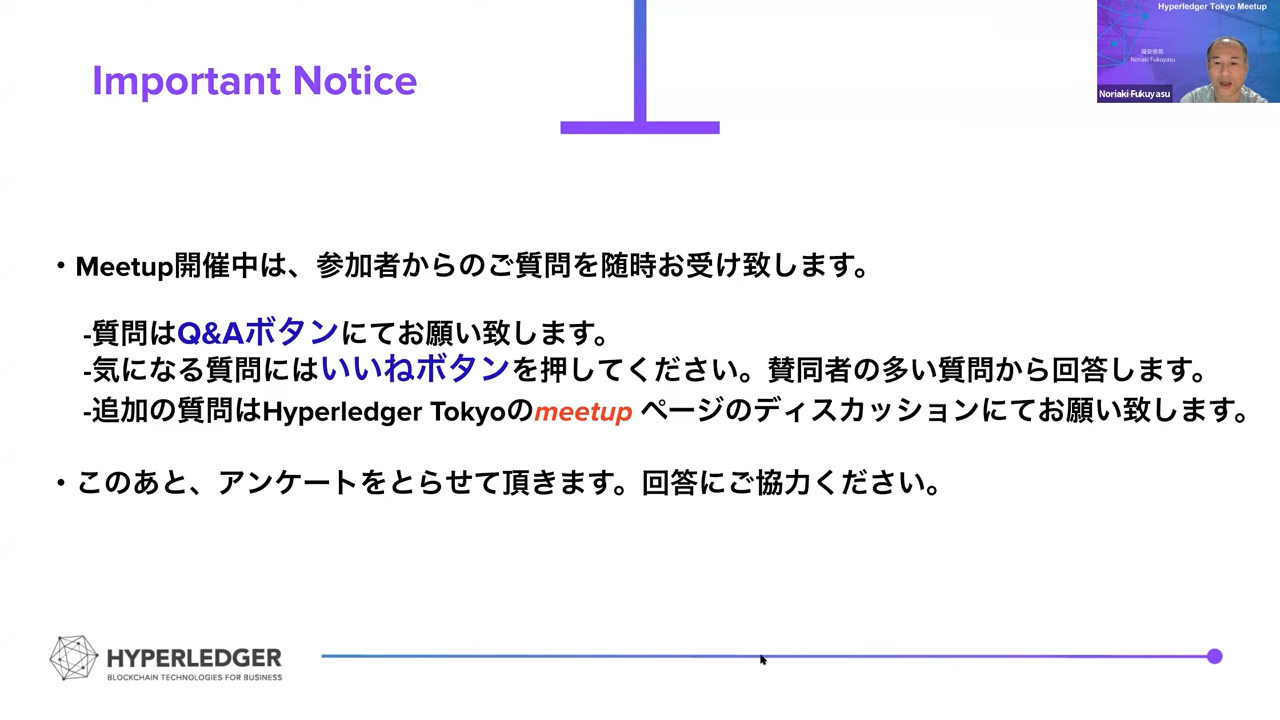 Important Notice
Hyperledger Tokyo Meetup
福安徳晃
Noriaki Fukuyasu
Noriaki Fukuyasu
・Meetup開催中は、参加者からのご質問を随時お受け致します。
-質問はQ&Aボタンにてお願い致します。
-気になる質問にはいいねボタンを押してください。賛同者の多い質問から回答します。
-追加の質問はHyperledger Tokyoのmeetup ページのディスカッションにてお願い致します。
・このあと、アンケートをとらせて頂きます。回答にご協力ください。
HYPERLEDGER
BLOCKCHAIN TECHNOLOGIES FOR BUSINESS